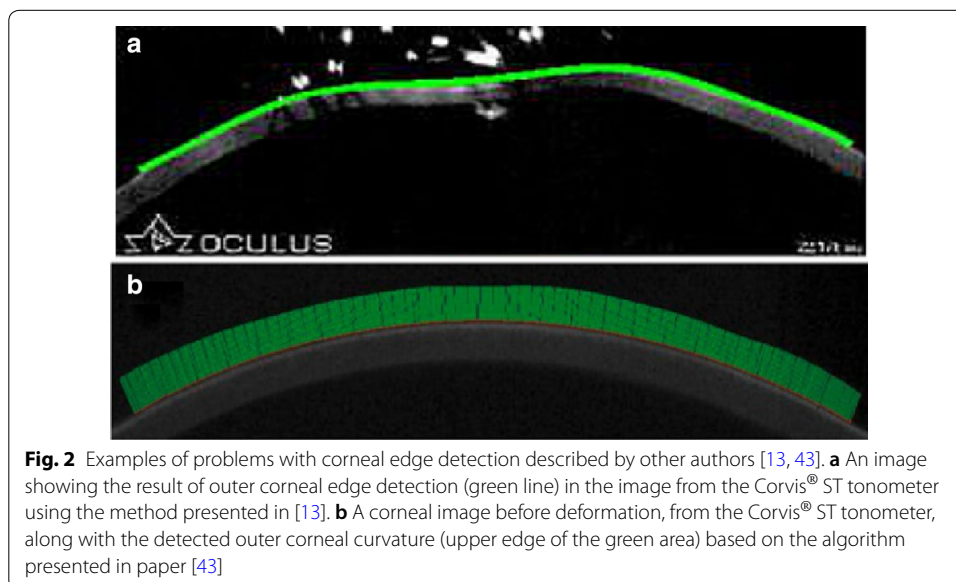 a
OCULUS
b
Fig. 2 Examples of problems with corneal edge detection described by other authors [13, 43]. a An image
showing the result of outer corneal edge detection (green line) in the image from the Corvis® ST tonometer
using the method presented in [13]. b A corneal image before deformation, from the Corvis® ST tonometer,
along with the detected outer corneal curvature (upper edge of the green area) based on the algorithm
presented in paper [43]